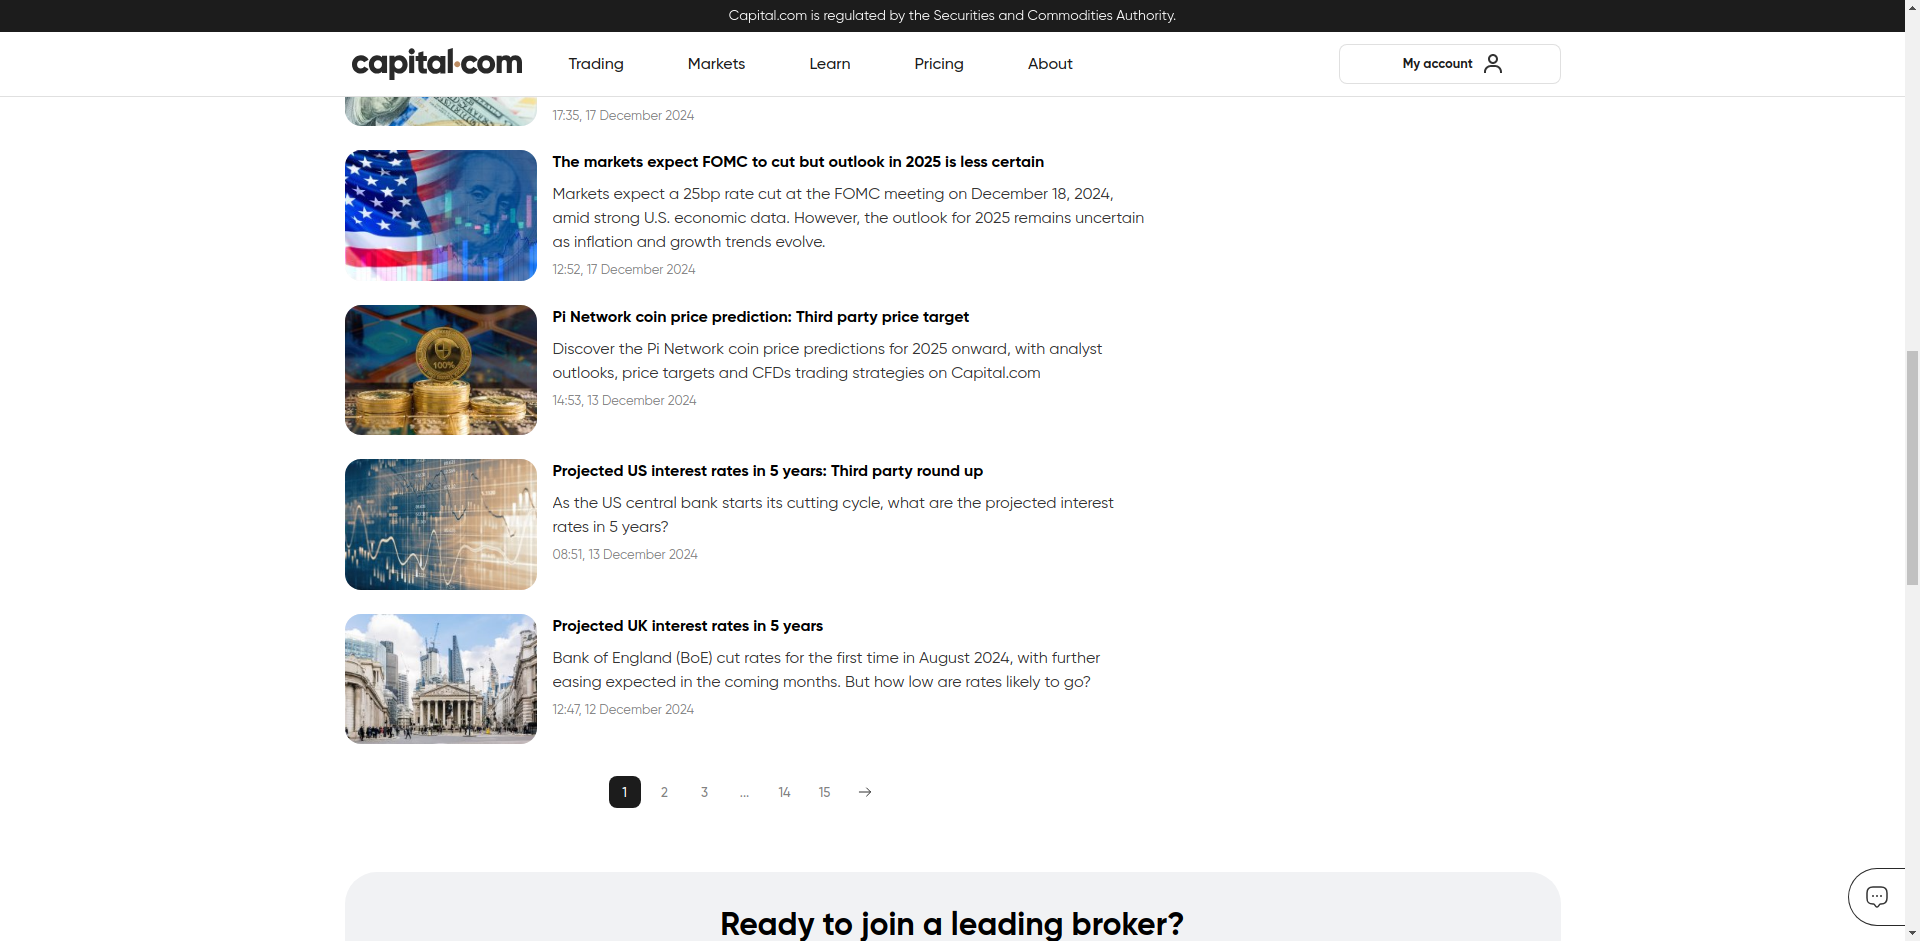 Capital.com is regulated by the Securities and Commodities Authority.
capital.com
Trading
Markets
Learn
Pricing
About
My account
17:35, 17 December 2024
The markets expect FOMC to cut but outlook in 2025 is less certain
Markets expect a 25bp rate cut at the FOMC meeting on December 18, 2024,
amid strong U.S. economic data. However, the outlook for 2025 remains uncertain
as inflation and growth trends evolve.
12:52, 17 December 2024
100%
Pi Network coin price prediction: Third party price target
Discover the Pi Network coin price predictions for 2025 onward, with analyst
outlooks, price targets and CFDs trading strategies on Capital.com
14:53, 13 December 2024
Projected US interest rates in 5 years: Third party round up
As the US central bank starts its cutting cycle, what are the projected interest
rates in 5 years?
08:51, 13 December 2024
Projected UK interest rates in 5 years
Bank of England (BoE) cut rates for the first time in August 2024, with further
easing expected in the coming months. But how low are rates likely to go?
12:47, 12 December 2024
1 2 3 ... 14 15
Ready to join a leading broker?